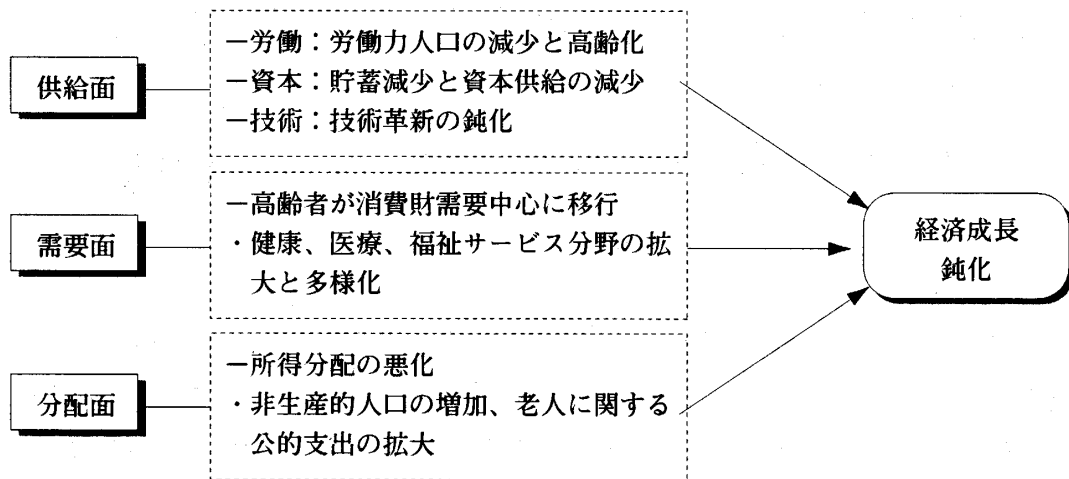 供給面
－労働：労働力人口の減少と高齢化
－資本：貯蓄減少と資本供給の減少
－技術：技術革新の鈍化
需要面
－高齢者が消費財需要中心に移行
・健康、医療、福祉サービス分野の拡
大と多様化
分配面
－所得分配の悪化
・非生産的人口の増加、老人に関する
公的支出の拡大
経済成長
鈍化